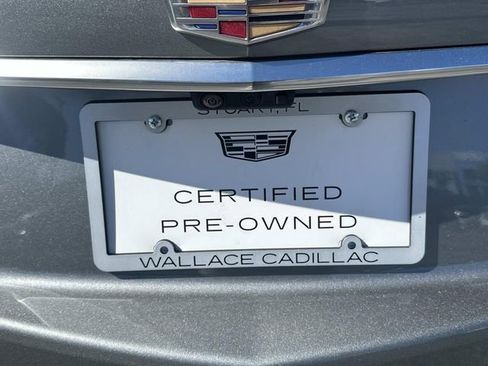 STUART, FL
CERTIFIED
PRE-OWNED
WALLACE CADILLAC